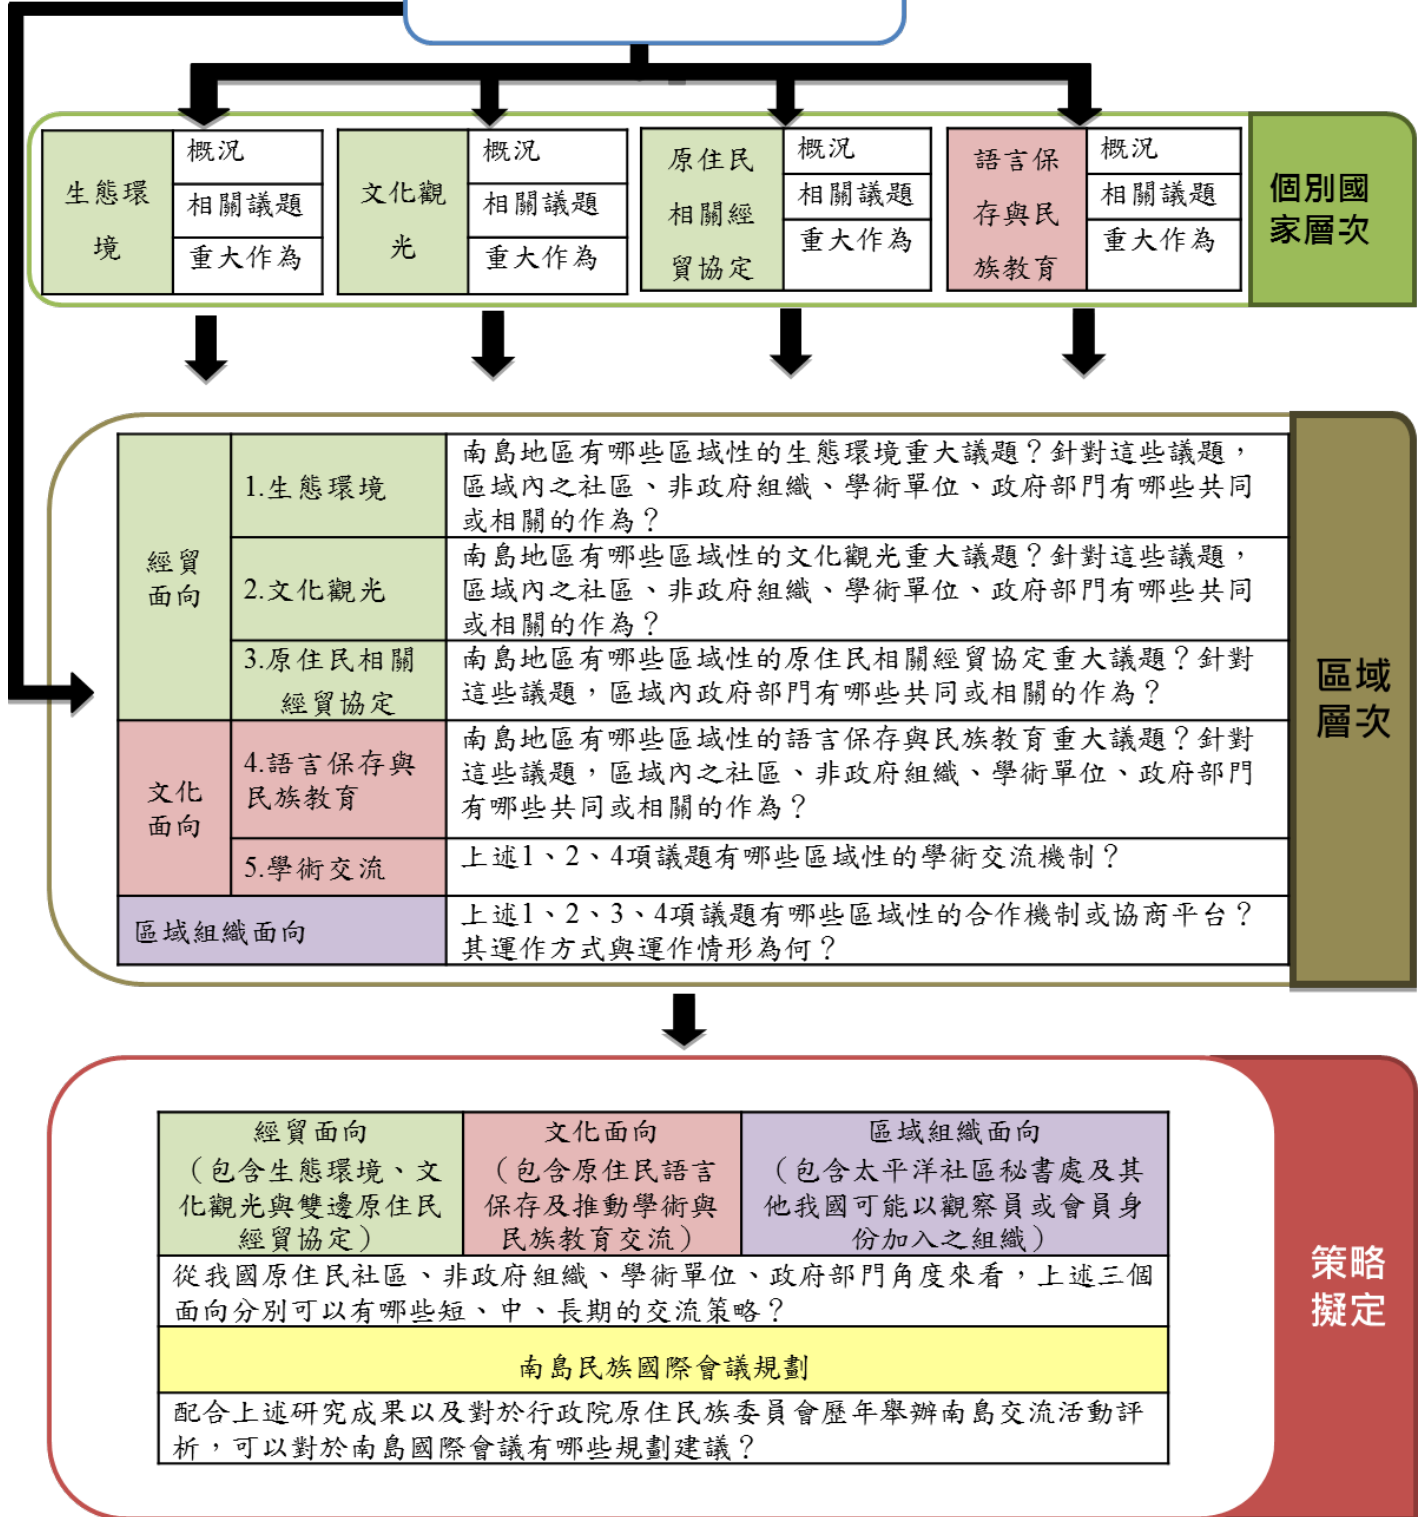 生態環
境
概況
相關議題
重大作為
文化觀
光
概況
相關議題
重大作為
原住民
相關經
貿協定
概況
相關議題
重大作為
語言保
存與民
族教育
概況
相關議題
重大作為
個別國
家層次
經貿
面向
1.生態環境
南島地區有哪些區域性的生態環境重大議題？針對這些議題，
區域內之社區、非政府組織、學術單位、政府部門有哪些共同
或相關的作為？
2.文化觀光
南島地區有哪些區域性的文化觀光重大議題？針對這些議題，
區域內之社區、非政府組織、學術單位、政府部門有哪些共同
或相關的作為？
3.原住民相關
經貿協定
南島地區有哪些區域性的原住民相關經貿協定重大議題？針對
這些議題，區域內政府部門有哪些共同或相關的作為？
文化
面向
4.語言保存與
民族教育
南島地區有哪些區域性的語言保存與民族教育重大議題？針對
這些議題，區域內之社區、非政府組織、學術單位、政府部門
有哪些共同或相關的作為？
5.學術交流
上述1、2、4項議題有哪些區域性的學術交流機制？
區域組織面向
上述1、2、3、4項議題有哪些區域性的合作機制或協商平台？
其運作方式與運作情形為何？
區域
層次
經貿面向
（包含生態環境、文
化觀光與雙邊原住民
經貿協定）
文化面向
（包含原住民語言
保存及推動學術與
民族教育交流）
區域組織面向
（包含太平洋社區秘書處及其
他我國可能以觀察員或會員身
份加入之組織）
從我國原住民社區、非政府組織、學術單位、政府部門角度來看，上述三個
面向分別可以有哪些短、中、長期的交流策略？
南島民族國際會議規劃
配合上述研究成果以及對於行政院原住民族委員會歷年舉辦南島交流活動評
析，可以對於南島國際會議有哪些規劃建議？
策略
擬定